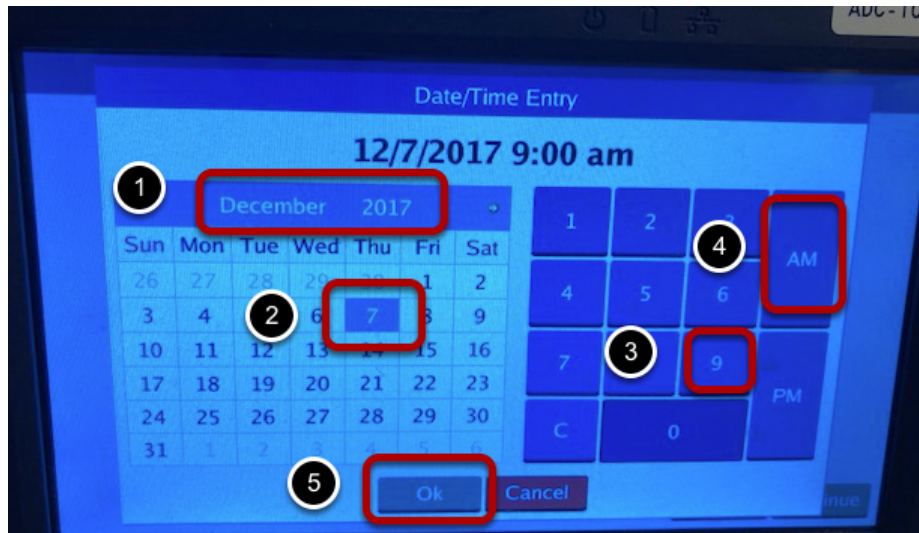 ADC-TC
Date/Time Entry
12/7/2017 9:00 am
1
December 2017
Sun Mon Tue Wed Thu Fri Sat
26 27 28 29 30 1 2
2
3 4 6 7 8 9
10 11 12 13 14 15 16
17 18 19 20 21 22 23
24 25 26 27 28 29 30
31 1 2 3 4 5 6
1 2 3
4
AM
4 5 6
3
7 9
PM
C 0
5
Ok Cancel
inue